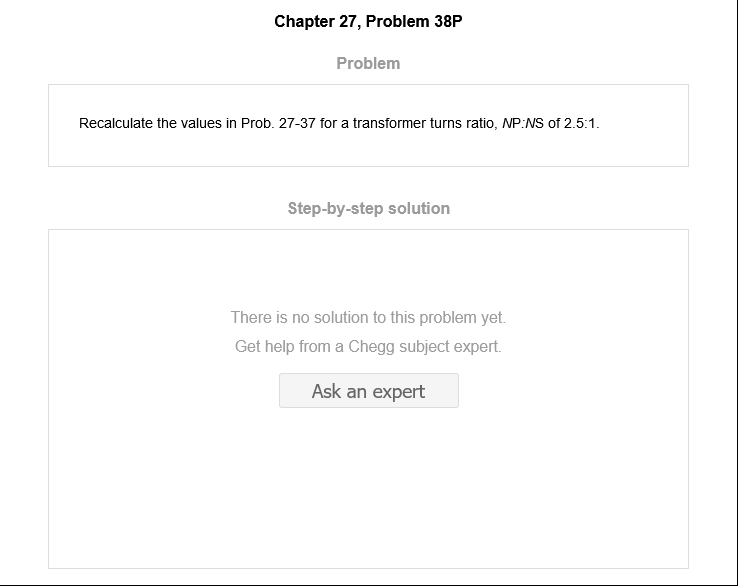 Chapter 27, Problem 38P
Problem
Recalculate the values in Prob. 27-37 for a transformer turns ratio, NP:NS of 2.5:1.
Step-by-step solution
There is no solution to this problem yet.
Get help from a Chegg subject expert.
Ask an expert